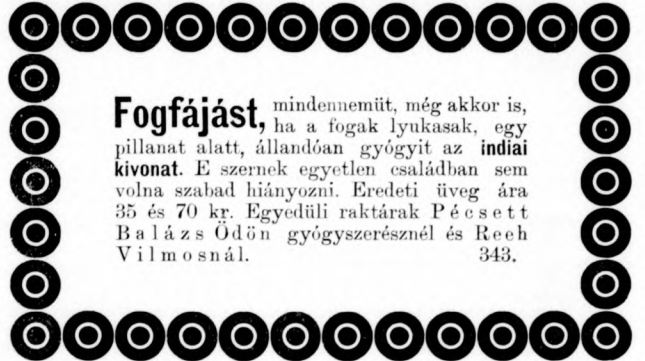 Fogfájást, mindennemüt, még akkor is,
ha a fogak lyukasak, egy
pillanat alatt, állandóan gyógyit az indiai
kivonat. E szernek egyetlen családban sem
volna szabad hiányozni. Eredeti üveg ára
35 és 70 kr. Egyedüli raktárak Pécsett
Balázs Ödön gyógyszerésznél és Reeh
Vilmosnál. 343.